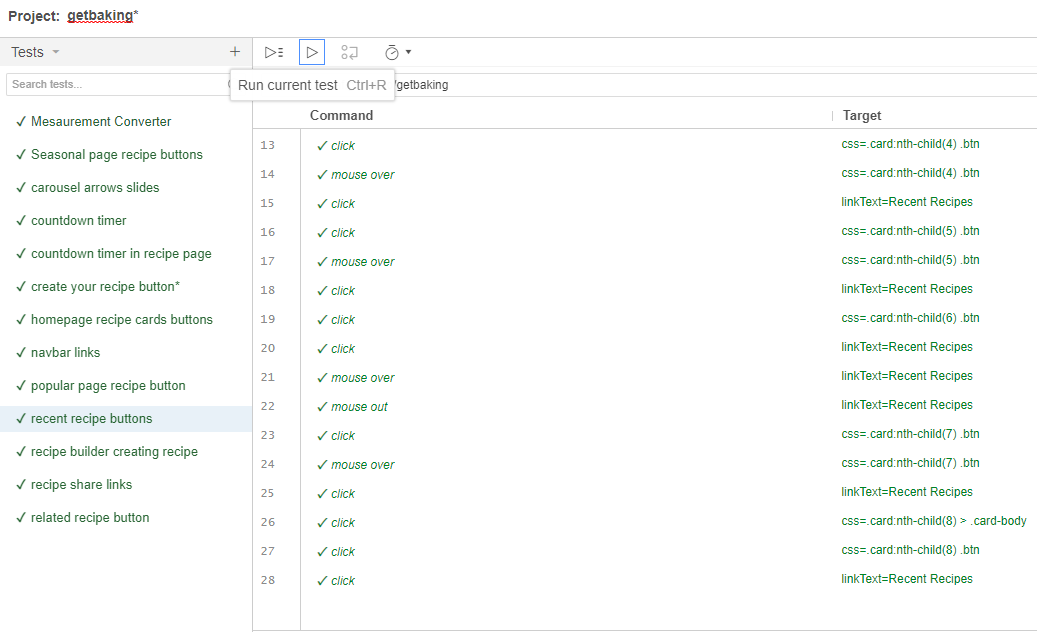 Project: getbaking*
Tests
Search tests...
Run current test Ctrl+R
/getbaking
Command Target
✓ Mesaurement Converter
✓ Seasonal page recipe buttons
✓ carousel arrows slides
✓ countdown timer
✓ countdown timer in recipe page
✓ create your recipe button*
✓ homepage recipe cards buttons
✓ navbar links
✓ popular page recipe button
✓ recent recipe buttons
✓ recipe builder creating recipe
✓ recipe share links
✓ related recipe button
13 ✓ click css=.card:nth-child(4) .btn
14 ✓ mouse over css=.card:nth-child(4) .btn
15 ✓ click linkText=Recent Recipes
16 ✓ click css=.card:nth-child(5) .btn
17 ✓ mouse over css=.card:nth-child(5) .btn
18 ✓ click linkText=Recent Recipes
19 ✓ click css=.card:nth-child(6) .btn
20 ✓ click linkText=Recent Recipes
21 ✓ mouse over linkText=Recent Recipes
22 ✓ mouse out linkText=Recent Recipes
23 ✓ click css=.card:nth-child(7) .btn
24 ✓ mouse over css=.card:nth-child(7) .btn
25 ✓ click linkText=Recent Recipes
26 ✓ click css=.card:nth-child(8) > .card-body
27 ✓ click css=.card:nth-child(8) .btn
28 ✓ click linkText=Recent Recipes